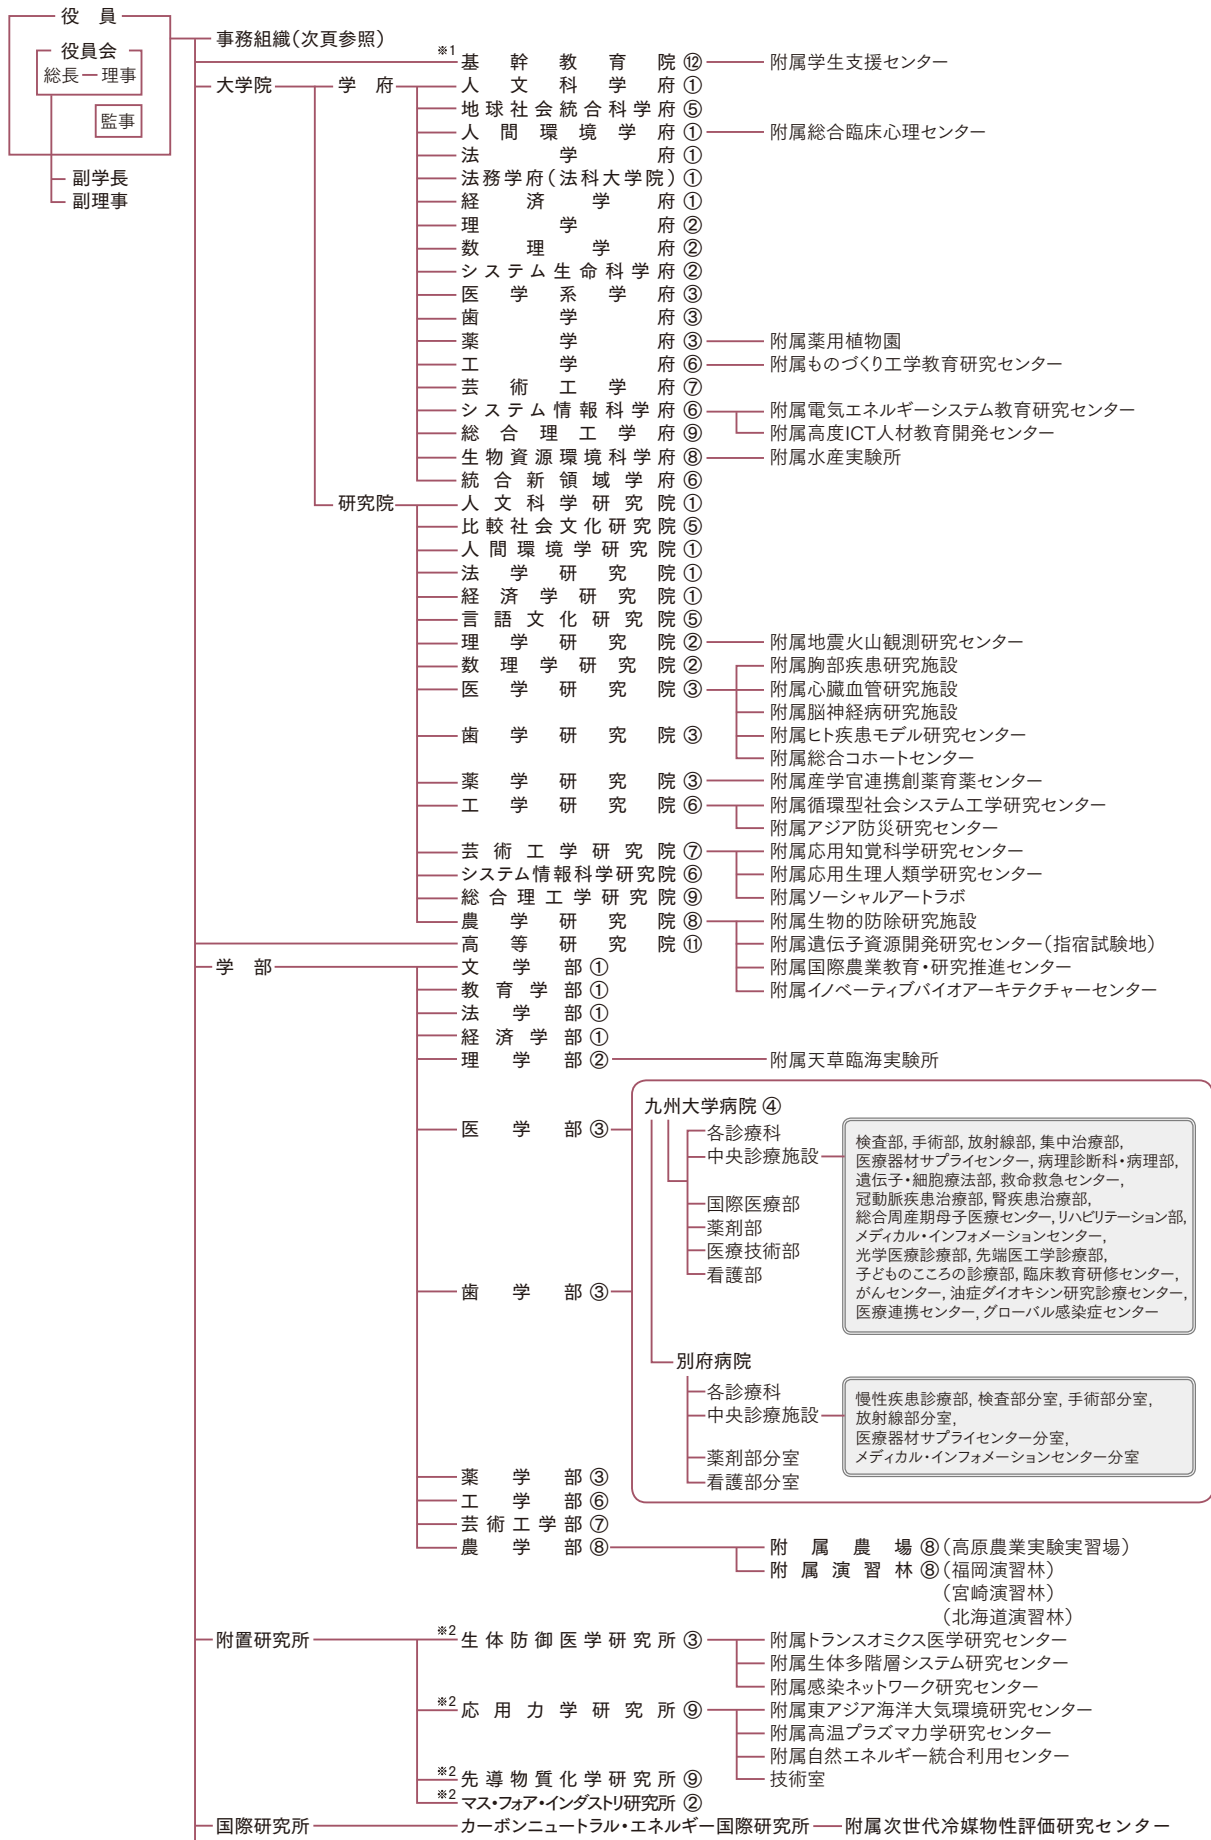 役員
役員会
総長 理事
監事
副学長
副理事
事務組織(次頁参照)
※1 基幹教育院⑫ 附属学生支援センター
大学院 学府 人文科学府①
地球社会統合科学府⑤
人間環境学府① 附属総合臨床心理センター
法学府①
法務学府(法科大学院)①
経済学府①
理学府②
数理学府②
システム生命科学府②
医学系学府③
歯学府③
薬学府③ 附属薬用植物園
工学府⑥ 附属ものづくり工学教育研究センター
芸術工学府⑦
システム情報科学府⑥ 附属電気エネルギーシステム教育研究センター
総合理工学府⑨ 附属高度ICT人材教育開発センター
生物資源環境科学府⑧ 附属水産実験所
統合新領域学府⑥
研究院 人文科学研究院①
比較社会文化研究院⑤
人間環境学研究院①
法学研究院①
経済学研究院①
言語文化研究院⑤
理学研究院② 附属地震火山観測研究センター
数理学研究院② 附属胸部疾患研究施設
医学研究院③ 附属心臓血管研究施設
附属脳神経病研究施設
歯学研究院③ 附属ヒト疾患モデル研究センター
附属総合コホートセンター
薬学研究院③ 附属産学官連携創薬育薬センター
工学研究院⑥ 附属循環型社会システム工学研究センター
附属アジア防災研究センター
芸術工学研究院⑦ 附属応用知覚科学研究センター
システム情報科学研究院⑥ 附属応用生理人類学研究センター
総合理工学研究院⑨ 附属ソーシャルアートラボ
農学研究院⑧ 附属生物的防除研究施設
高等研究院⑪ 附属遺伝子資源開発研究センター(指宿試験地)
学部 文学部① 附属国際農業教育・研究推進センター
教育学部① 附属イノベーティブバイオアーキテクチャーセンター
法学部①
経済学部①
理学部② 附属天草臨海実験所
医学部③
歯学部③
九州大学病院④
各診療科
中央診療施設
検査部, 手術部, 放射線部, 集中治療部,
医療器材サプライセンター, 病理診断科・病理部,
遺伝子・細胞療法部, 救命救急センター,
冠動脈疾患治療部, 腎疾患治療部,
総合周産期母子医療センター, リハビリテーション部,
メディカル・インフォメーションセンター,
光学医療診療部, 先端医工学診療部,
子どものこころの診療部, 臨床教育研修センター,
がんセンター, 油症ダイオキシン研究診療センター,
医療連携センター, グローバル感染症センター
国際医療部
薬剤部
医療技術部
看護部
別府病院
各診療科
中央診療施設
慢性疾患診療部, 検査部分室, 手術部分室,
放射線部分室,
医療器材サプライセンター分室,
メディカル・インフォメーションセンター分室
薬剤部分室
看護部分室
薬学部③
工学部⑥
芸術工学部⑦
農学部⑧ 附属農場⑧(高原農業実験実習場)
附属演習林⑧(福岡演習林)
(宮崎演習林)
(北海道演習林)
附置研究所 ※2 生体防御医学研究所③ 附属トランスオミクス医学研究センター
附属生体多階層システム研究センター
附属感染ネットワーク研究センター
※2 応用力学研究所⑨ 附属東アジア海洋大気環境研究センター
附属高温プラズマ力学研究センター
附属自然エネルギー統合利用センター
※2 先導物質化学研究所⑨ 技術室
※2 マス・フォア・インダストリ研究所②
国際研究所 カーボンニュートラル・エネルギー国際研究所 附属次世代冷媒物性評価研究センター